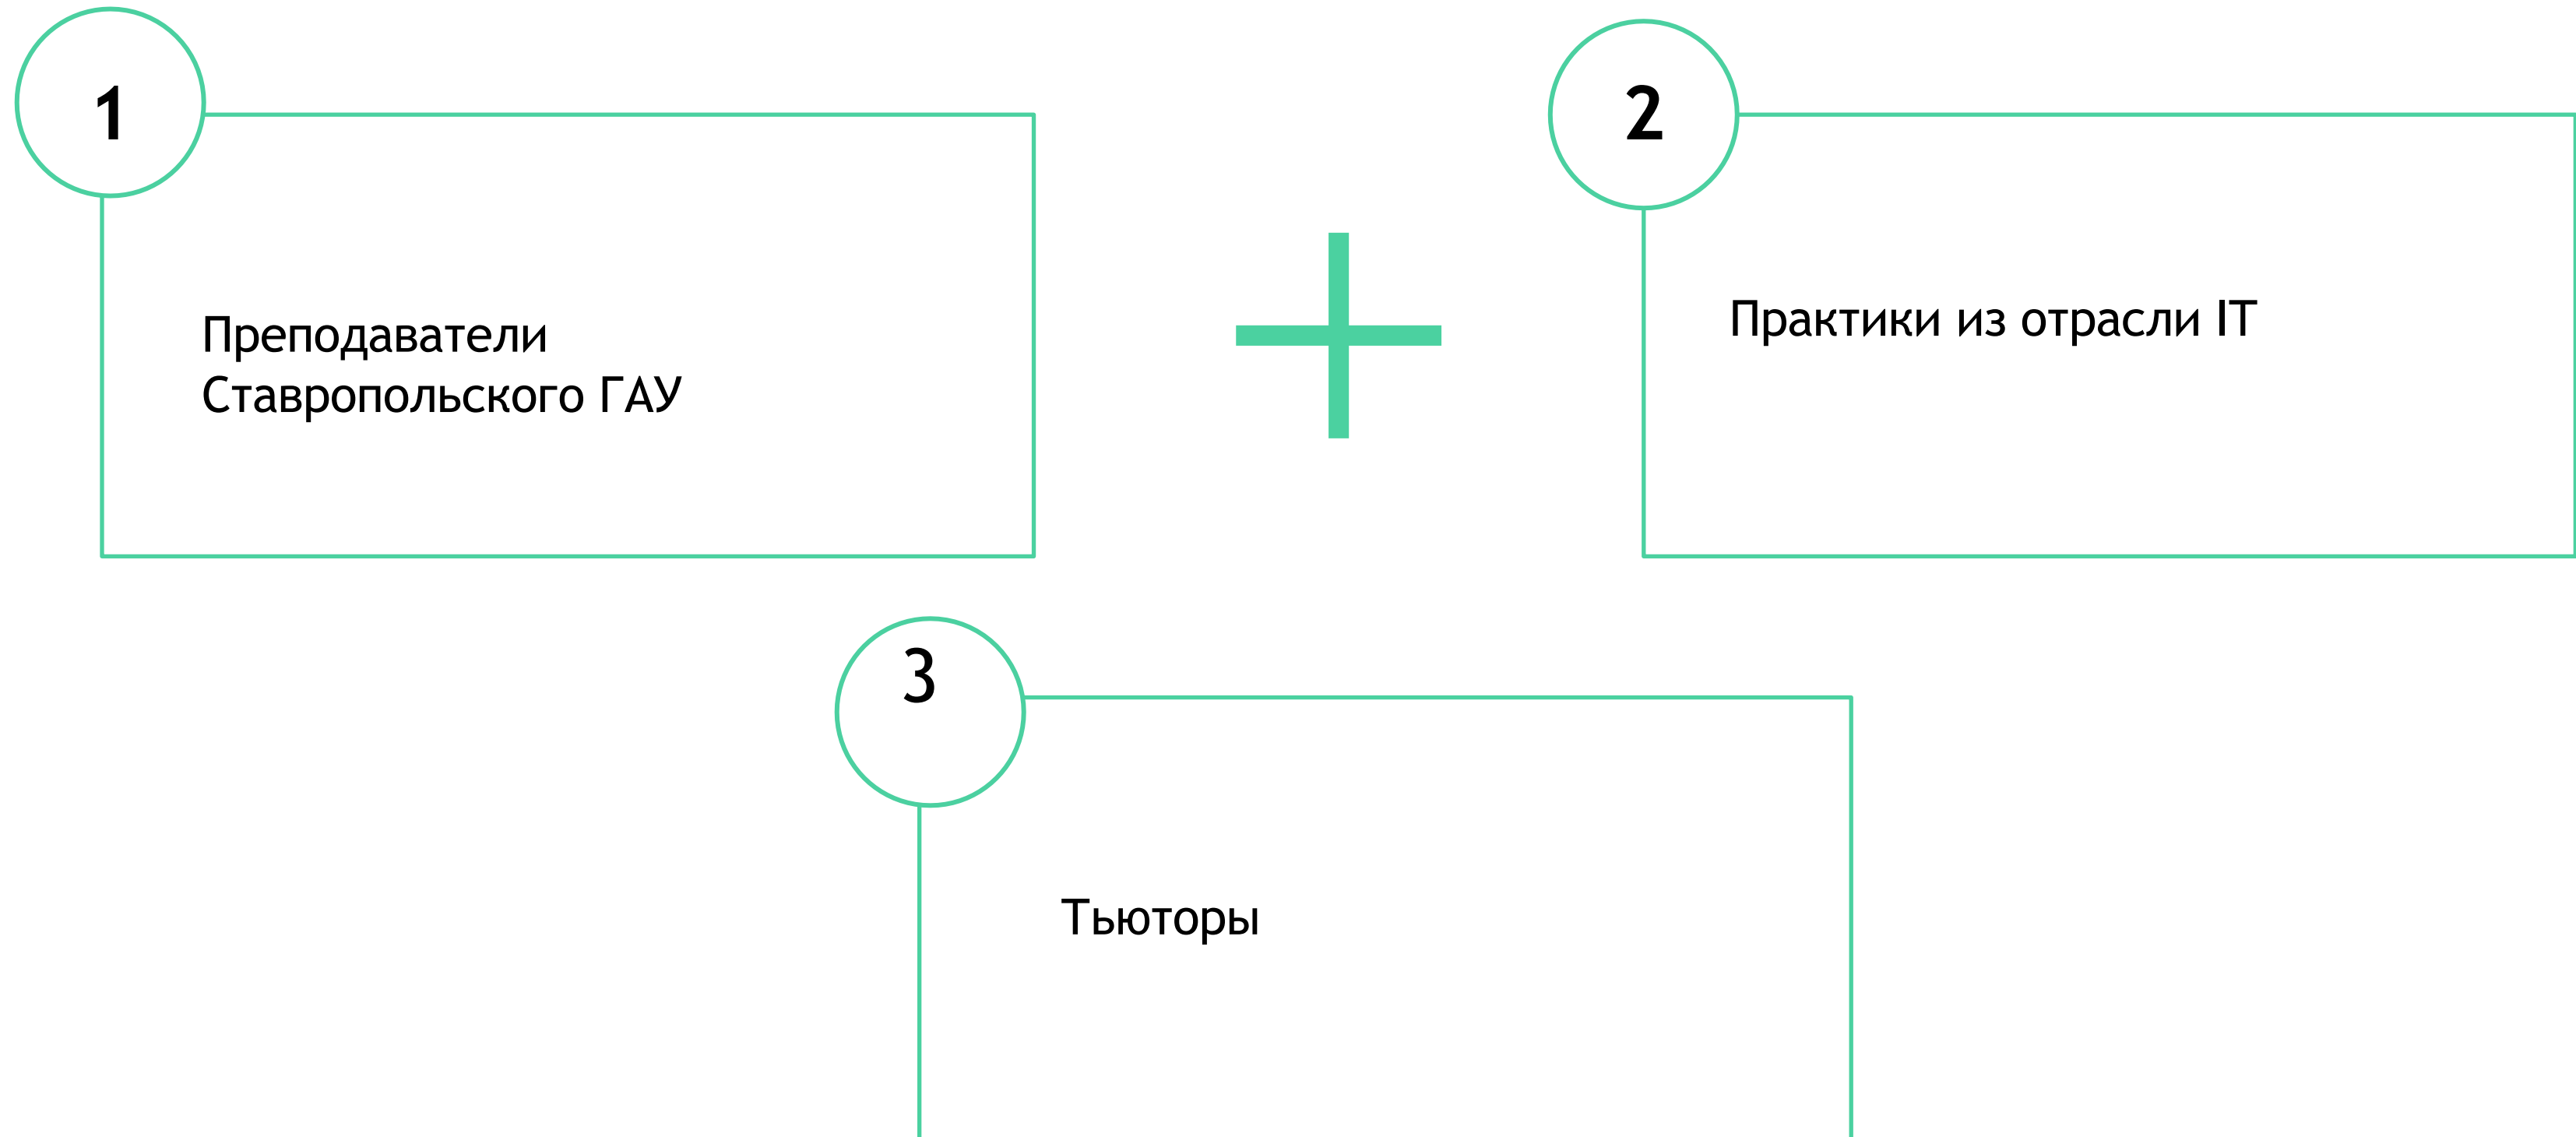 1
Преподаватели
Ставропольского ГАУ
2
Практики из отрасли IT
3
Тьюторы